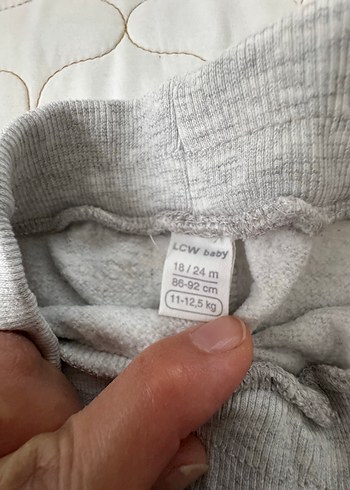 LCW baby
18 / 24 m
86-92 cm
11-12,5 kg